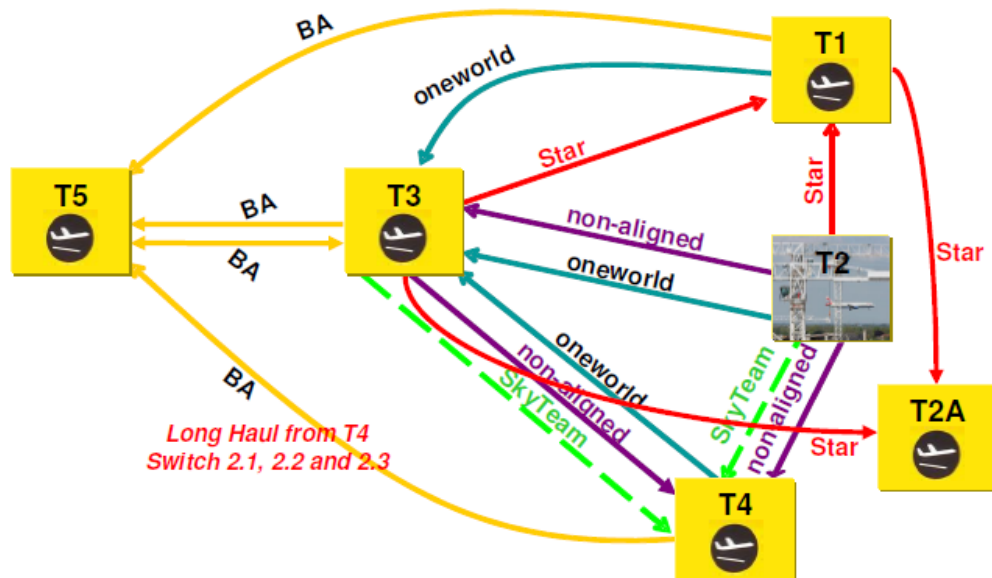 BA
T1
oneworld
Star
Star
T5
T3
BA
non-aligned
T2
Star
BA
oneworld
BA
oneworld
non-aligned
SkyTeam
SkyTeam
non-aligned
T2A
Long Haul from T4
Switch 2.1, 2.2 and 2.3
Star
T4